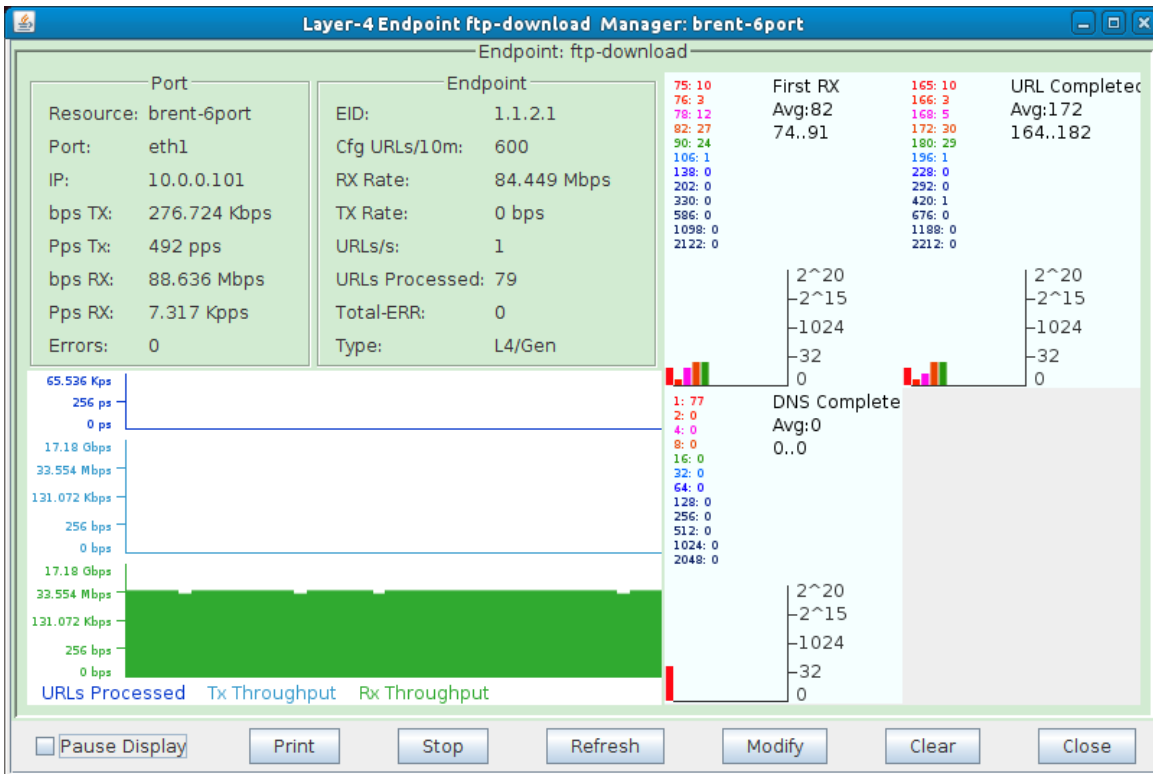 Layer-4 Endpoint ftp-download Manager: brent-6port
Endpoint: ftp-download
Port
Resource: brent-6port
Port: eth1
IP: 10.0.0.101
bps TX: 276.724 Kbps
Pps Tx: 492 pps
bps RX: 88.636 Mbps
Pps RX: 7.317 Kpps
Errors: 0
Endpoint
EID: 1.1.2.1
Cfg URLs/10m: 600
RX Rate: 84.449 Mbps
TX Rate: 0 bps
URLs/s: 1
URLs Processed: 79
Total-ERR: 0
Type: L4/Gen
75: 10
76: 3
78: 12
82: 27
90: 24
106: 1
138: 0
202: 0
330: 0
586: 0
1098: 0
2122: 0
First RX
Avg:82
74..91
2^20
2^15
1024
32
0
165: 10
166: 3
168: 5
172: 30
180: 29
196: 1
228: 0
292: 0
420: 1
676: 0
1188: 0
2212: 0
URL Completed
Avg:172
164..182
2^20
2^15
1024
32
0
65.536 Kps
256 ps
0 ps
17.18 Gbps
33.554 Mbps
131.072 Kbps
256 bps
0 bps
17.18 Gbps
33.554 Mbps
131.072 Kbps
256 bps
0 bps
URLs Processed Tx Throughput Rx Throughput
1: 77
2: 0
4: 0
8: 0
16: 0
32: 0
64: 0
128: 0
256: 0
512: 0
1024: 0
2048: 0
DNS Complete
Avg:0
0..0
2^20
2^15
1024
32
0
Pause Display Print Stop Refresh Modify Clear Close